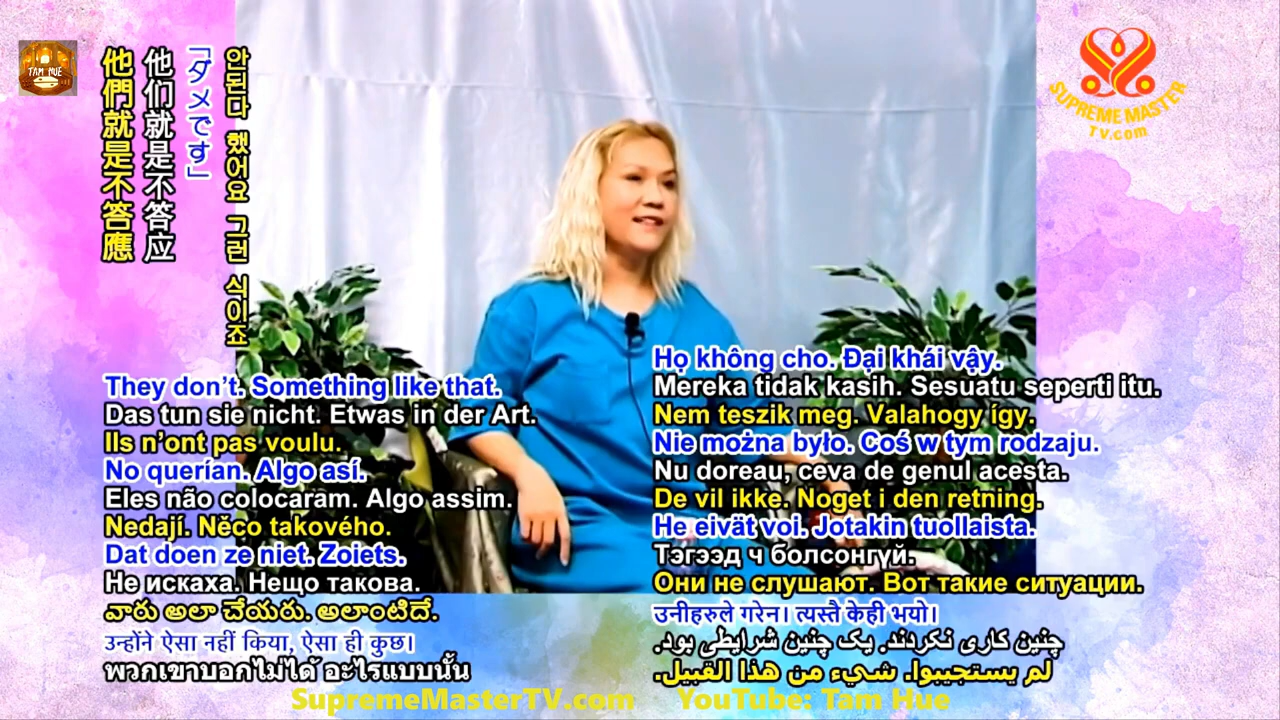 TAM HUE
他們就是不答應
他们就是不答应
「ダメです」
안된다 했어요 그런 식이죠
SUPREME MASTER
TV.com
They don't. Something like that.
Das tun sie nicht. Etwas in der Art.
Ils n'ont pas voulu.
No querían. Algo así.
Eles não colocaram. Algo assim.
Nedají. Něco takového.
Dat doen ze niet. Zoiets.
Не искаха. Нещо такова.
వారు అలా చేయరు. అలాంటిదే.
उन्होंने ऐसा नहीं किया, ऐसा ही कुछ।
พวกเขาบอกไม่ได้ อะไรแบบนั้น
Họ không cho. Đại khái vậy.
Mereka tidak kasih. Sesuatu seperti itu.
Nem teszik meg. Valahogy így.
Nie można było. Coś w tym rodzaju.
Nu doreau, ceva de genul acesta.
De vil ikke. Noget i den retning.
He eivät voi. Jotakin tuollaista.
Тэгээд ч болсонгүй.
Они не слушают. Вот такие ситуации.
उनीहरुले गरेन। त्यस्तै केही भयो।
چنین کاری نکردند. یک چنین شرایطی بود.
لم يستجيبوا. شيء من هذا القبيل.
SupremeMasterTV.com YouTube: Tam Hue